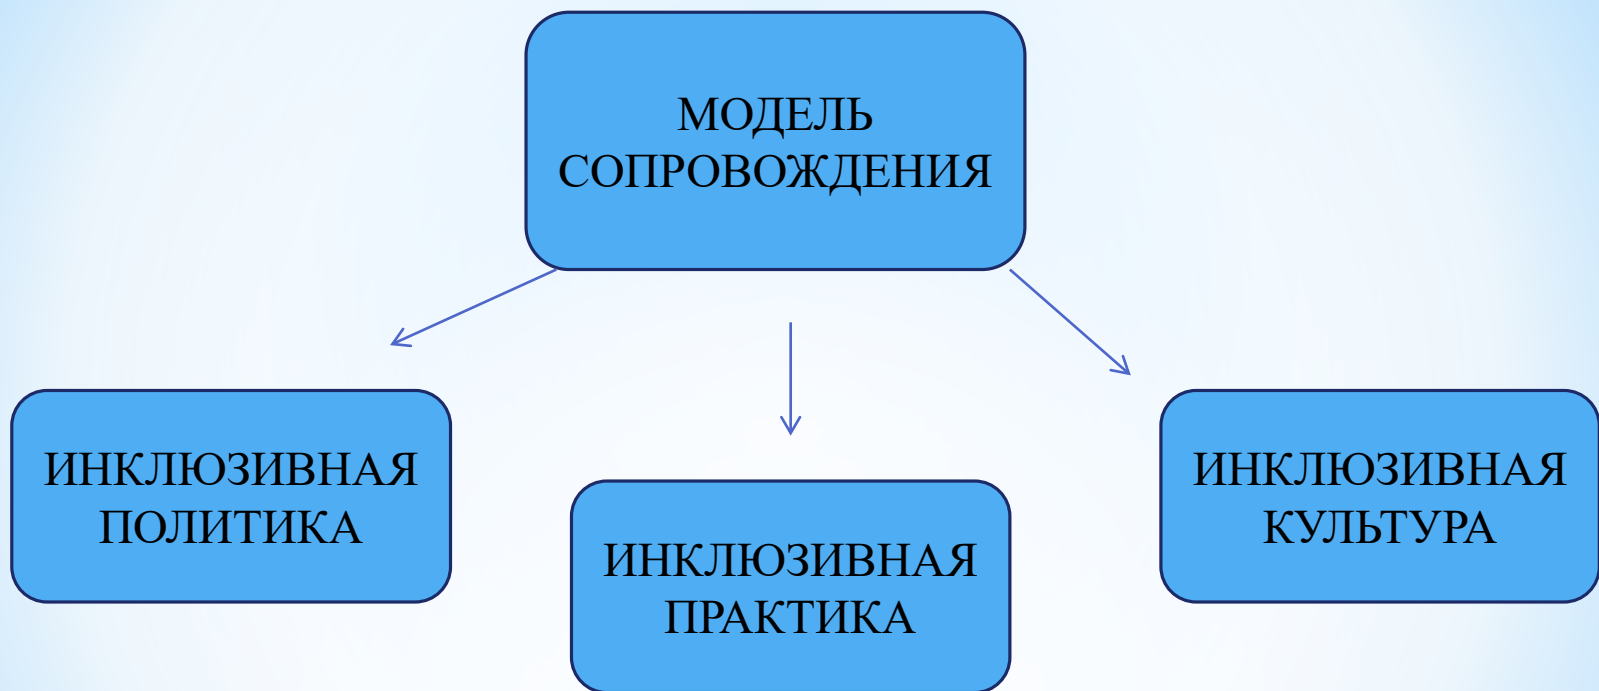 МОДЕЛЬ
СОПРОВОЖДЕНИЯ
ИНКЛЮЗИВНАЯ
ПОЛИТИКА
ИНКЛЮЗИВНАЯ
ПРАКТИКА
ИНКЛЮЗИВНАЯ
КУЛЬТУРА